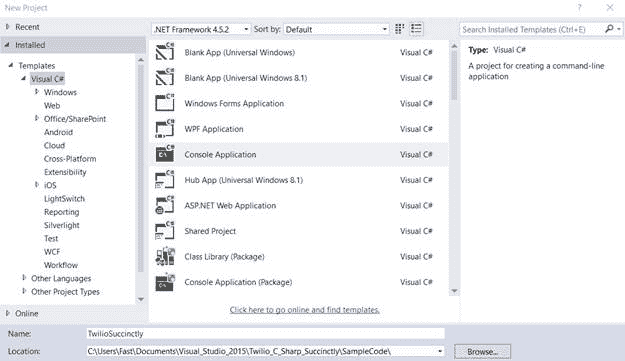 New Project
? ×
▷ Recent
.NET Framework 4.5.2 Sort by: Default
Search Installed Templates (Ctrl+E)
Installed
Templates
Visual C#
Windows
Web
Office/SharePoint
Android
Cloud
Cross-Platform
Extensibility
iOS
LightSwitch
Reporting
Silverlight
Test
WCF
Workflow
Other Languages
Other Project Types
Online
Blank App (Universal Windows) Visual C#
Blank App (Universal Windows 8.1) Visual C#
Windows Forms Application Visual C#
WPF Application Visual C#
Console Application Visual C#
Hub App (Universal Windows 8.1) Visual C#
ASP.NET Web Application Visual C#
Shared Project Visual C#
Class Library (Package) Visual C#
Console Application (Package) Visual C#
Click here to go online and find templates.
Type: Visual C#
A project for creating a command-line
application
Name: TwilioSuccinctly
Location: C:\Users\Fast\Documents\Visual_Studio_2015\Twilio_C_Sharp_Succinctly\SampleCode\ Browse...